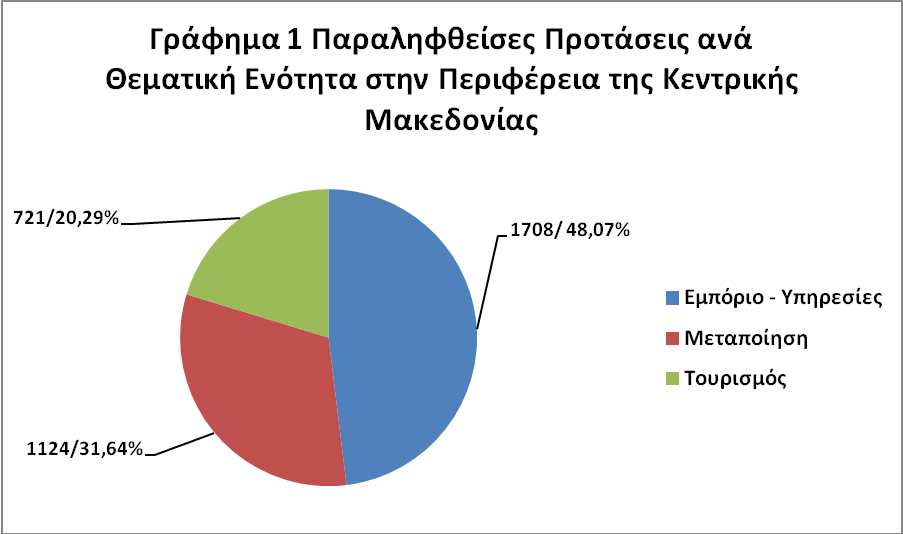 Γράφημα 1 Παραληφθείσες Προτάσεις ανά
Θεματική Ενότητα στην Περιφέρεια της Κεντρικής
Μακεδονίας
721/20,29%
1708/ 48,07%
1124/31,64%
Εμπόριο - Υπηρεσίες
Μεταποίηση
Τουρισμός